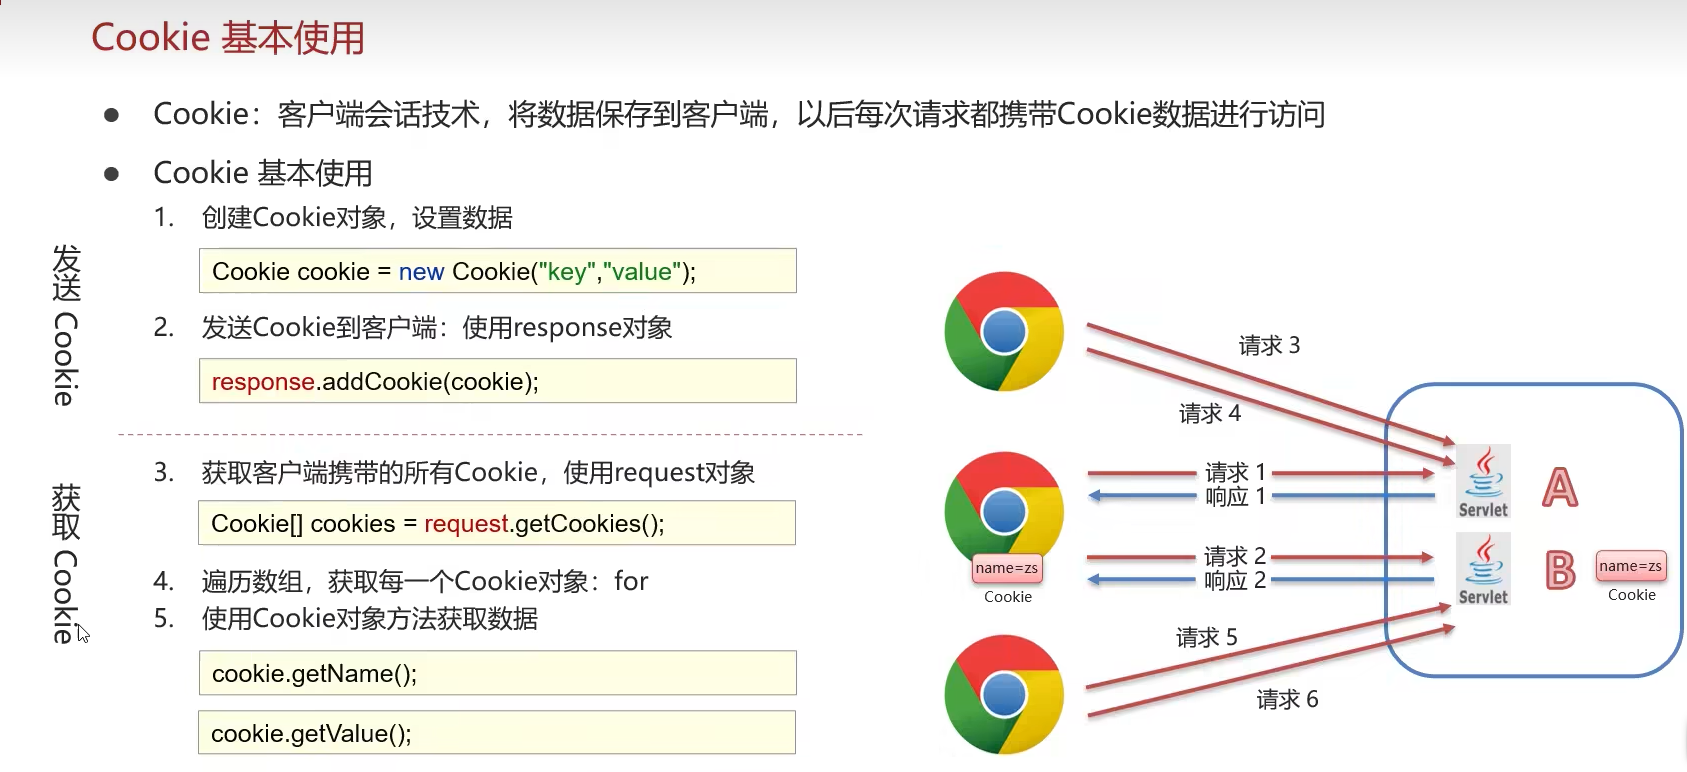 Cookie 基本使用
Cookie：客户端会话技术，将数据保存到客户端，以后每次请求都携带Cookie数据进行访问
Cookie 基本使用
发送 Cookie
1. 创建Cookie对象，设置数据
Cookie cookie = new Cookie("key","value");
2. 发送Cookie到客户端：使用response对象
response.addCookie(cookie);
获取 Cookie
3. 获取客户端携带的所有Cookie，使用request对象
Cookie[] cookies = request.getCookies();
4. 遍历数组，获取每一个Cookie对象：for
5. 使用Cookie对象方法获取数据
cookie.getName();
cookie.getValue();
请求 3
请求 4
请求 1
响应 1
Servlet
A
请求 2
响应 2
name=zs
Cookie
Servlet
B
name=zs
Cookie
请求 5
请求 6